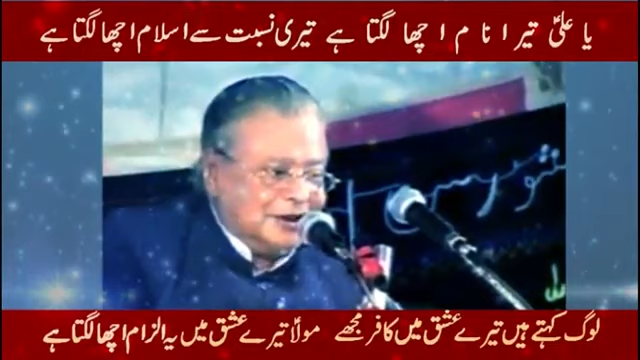 یا علیؑ تیرا نام اچھا لگتا ہے تیری نسبت سے اسلام اچھا لگتا ہے
لوگ کہتے ہیں تیرے عشق میں کافر مجھے مولاؑ تیرے عشق میں یہ الزام اچھا لگتا ہے